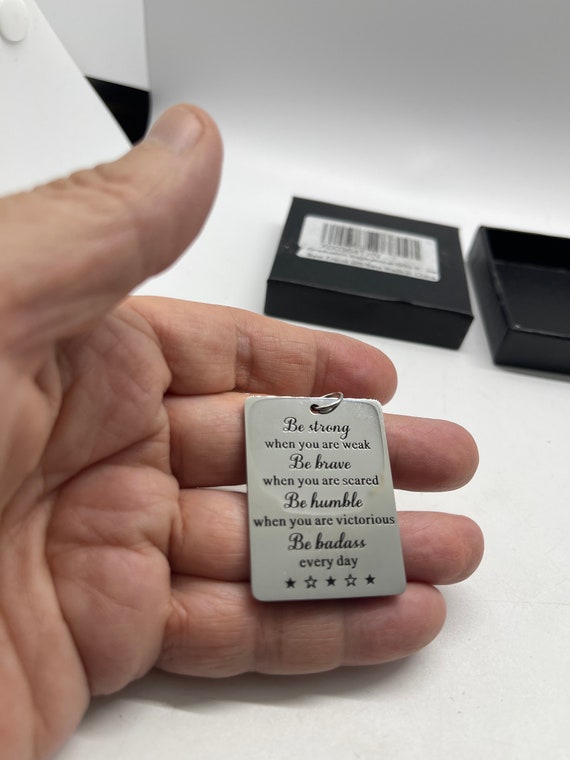 Be strong
when you are weak
Be brave
when you are scared
Be humble
when you are victorious
Be badass
every day